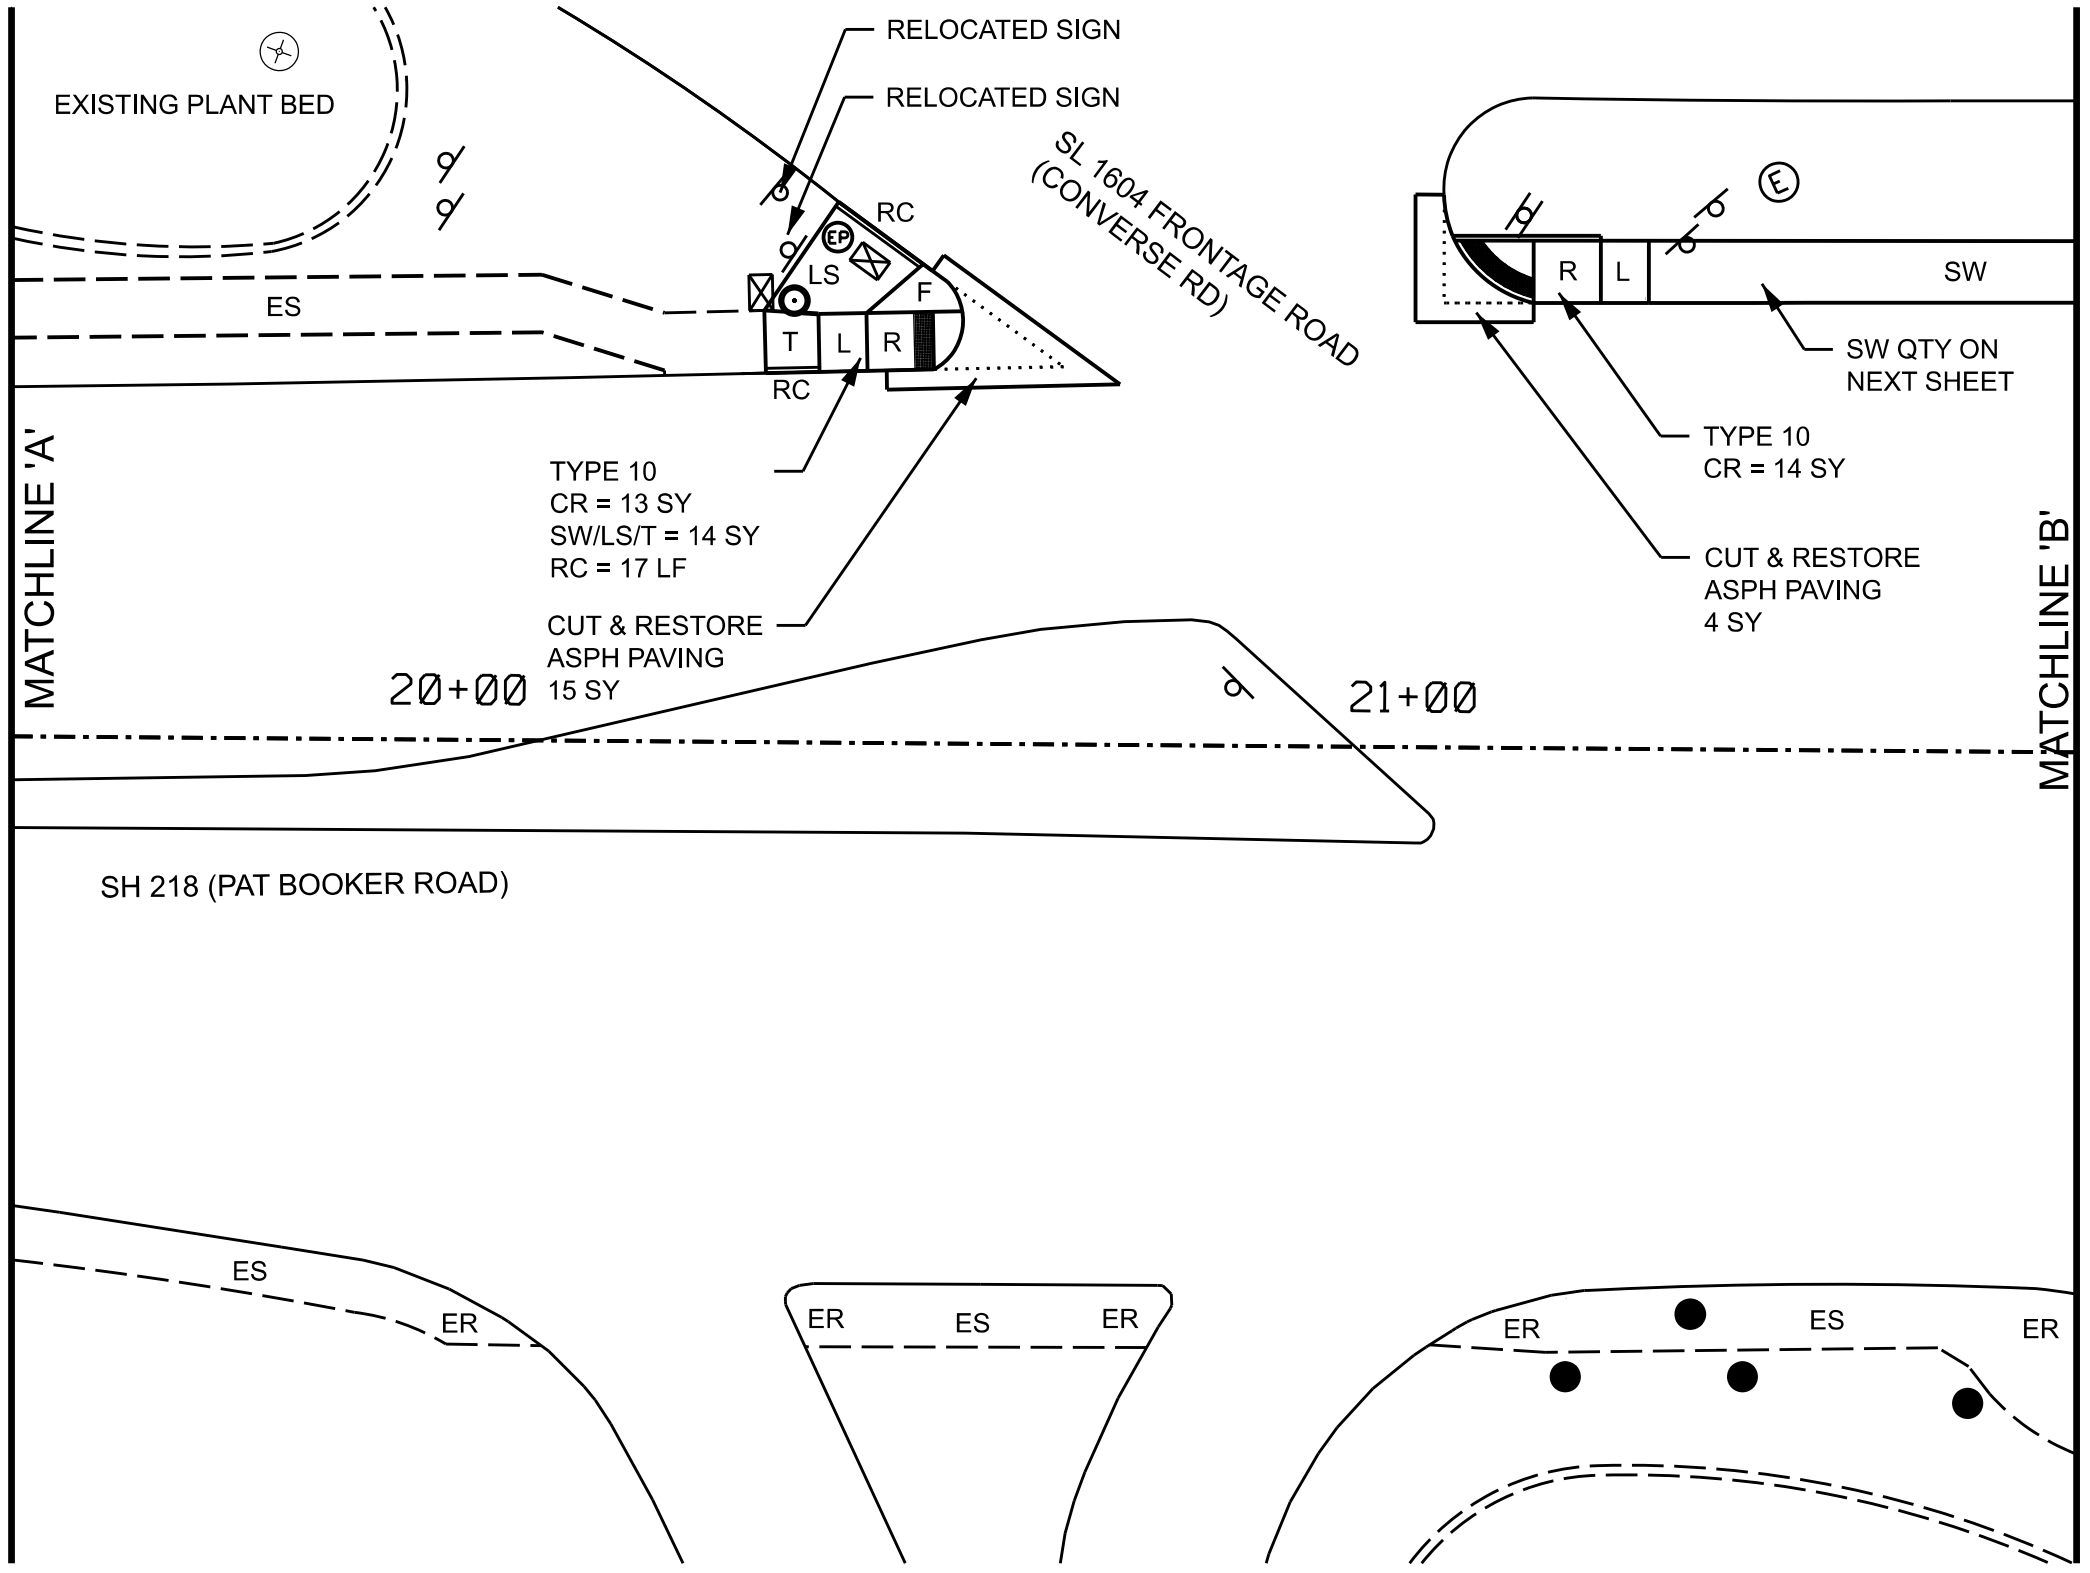 RELOCATED SIGN
RELOCATED SIGN
EXISTING PLANT BED
SL 1604 FRONTAGE ROAD
(CONVERSE RD)
RC
EP
LS
F
ES
T
L
R
RC
E
R
L
SW
SW QTY ON
NEXT SHEET
TYPE 10
CR = 14 SY
CUT & RESTORE
ASPH PAVING
4 SY
TYPE 10
CR = 13 SY
SW/LS/T = 14 SY
RC = 17 LF
CUT & RESTORE
ASPH PAVING
15 SY
MATCHLINE 'A'
MATCHLINE 'B'
20+00
21+00
SH 218 (PAT BOOKER ROAD)
ES
ER
ER
ES
ER
ER
ES
ER